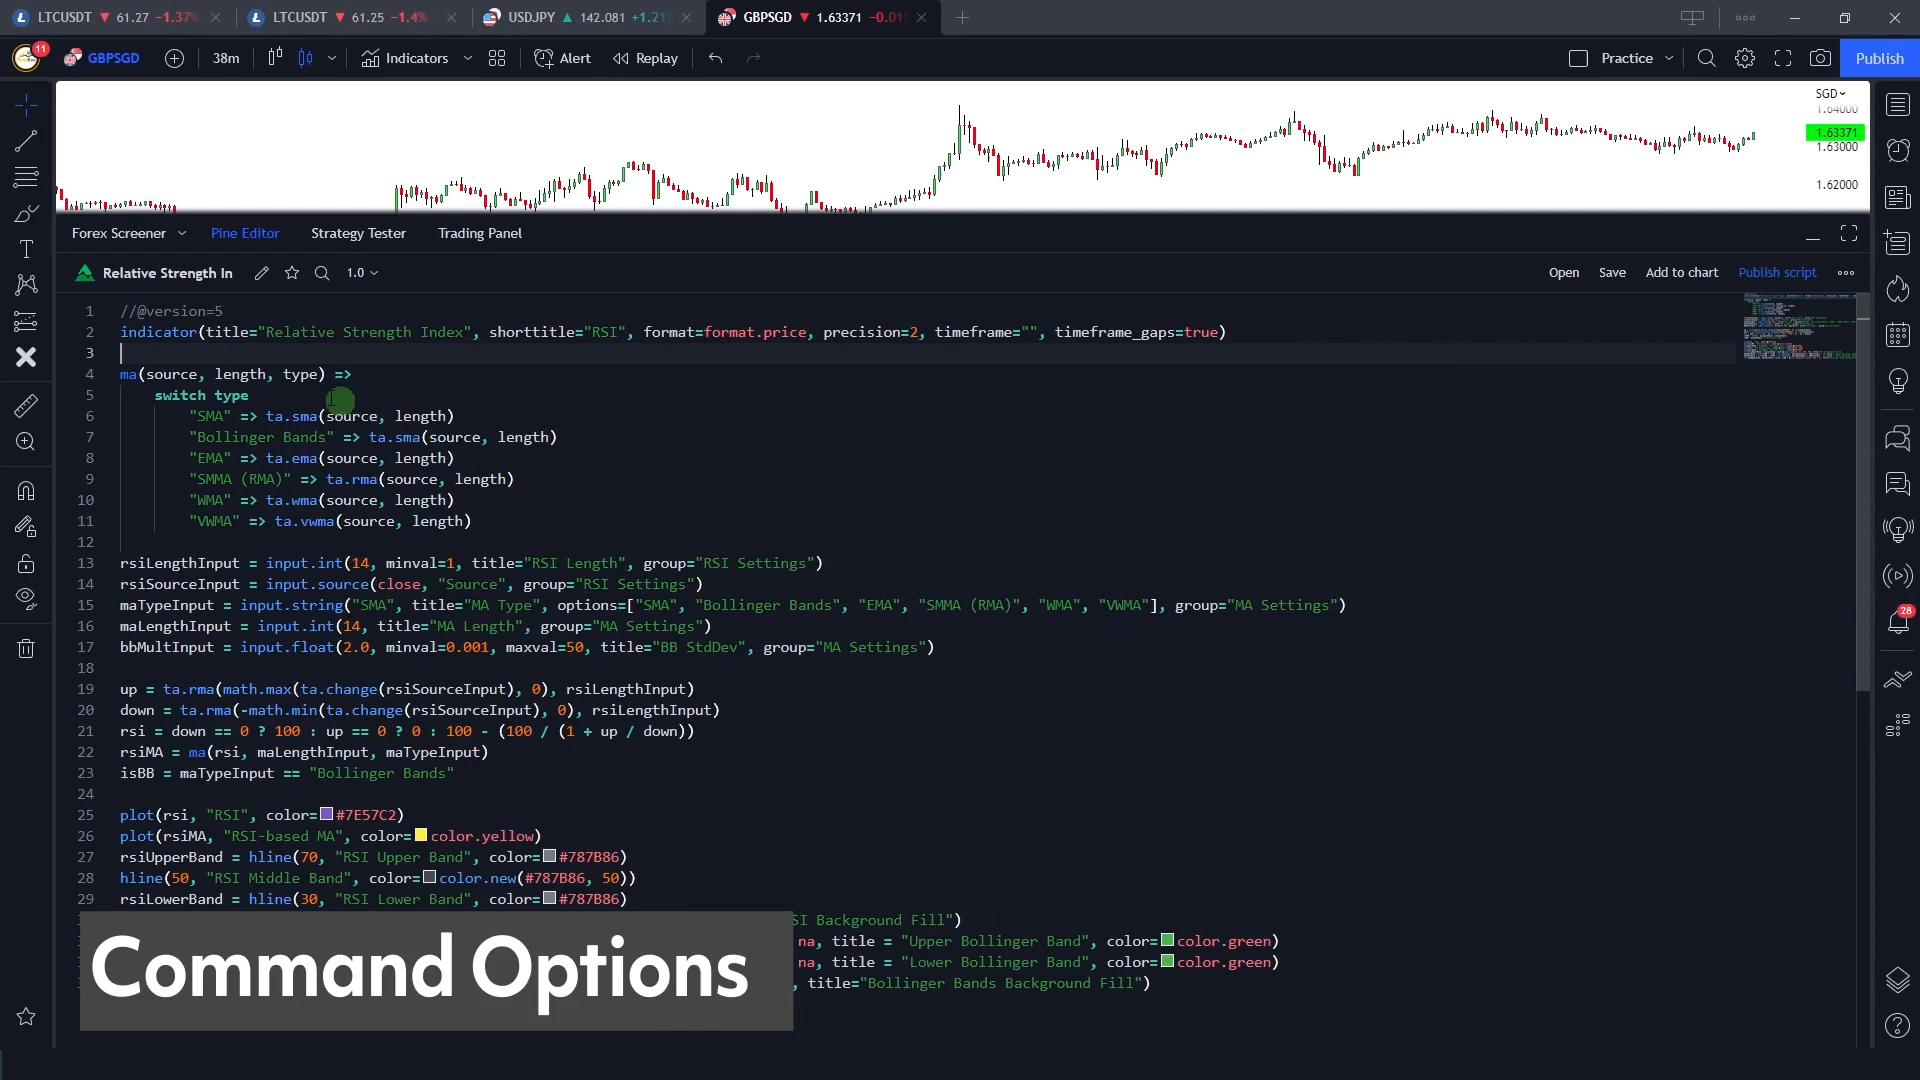 LTCUSDT ▼ 61.27 −1.37%
LTCUSDT ▼ 61.25 −1.4%
USDJPY ▲ 142.081 +1.21
GBPSGD ▼ 1.63371 −0.01
11
GBPSGD
38m
Indicators
Alert
Replay
Practice
Publish
SGD
1.64000
1.63371
1.63000
1.62000
Forex Screener
Pine Editor
Strategy Tester
Trading Panel
Relative Strength In
1.0
Open
Save
Add to chart
Publish script
28
1 //@version=5
2 indicator(title="Relative Strength Index", shorttitle="RSI", format=format.price, precision=2, timeframe="", timeframe_gaps=true)
3
4 ma(source, length, type) =>
5 switch type
6 "SMA" => ta.sma(source, length)
7 "Bollinger Bands" => ta.sma(source, length)
8 "EMA" => ta.ema(source, length)
9 "SMMA (RMA)" => ta.rma(source, length)
10 "WMA" => ta.wma(source, length)
11 "VWMA" => ta.vwma(source, length)
12
13 rsiLengthInput = input.int(14, minval=1, title="RSI Length", group="RSI Settings")
14 rsiSourceInput = input.source(close, "Source", group="RSI Settings")
15 maTypeInput = input.string("SMA", title="MA Type", options=["SMA", "Bollinger Bands", "EMA", "SMMA (RMA)", "WMA", "VWMA"], group="MA Settings")
16 maLengthInput = input.int(14, title="MA Length", group="MA Settings")
17 bbMultInput = input.float(2.0, minval=0.001, maxval=50, title="BB StdDev", group="MA Settings")
18
19 up = ta.rma(math.max(ta.change(rsiSourceInput), 0), rsiLengthInput)
20 down = ta.rma(-math.min(ta.change(rsiSourceInput), 0), rsiLengthInput)
21 rsi = down == 0 ? 100 : up == 0 ? 0 : 100 - (100 / (1 + up / down))
22 rsiMA = ma(rsi, maLengthInput, maTypeInput)
23 isBB = maTypeInput == "Bollinger Bands"
24
25 plot(rsi, "RSI", color=#7E57C2)
26 plot(rsiMA, "RSI-based MA", color=color.yellow)
27 rsiUpperBand = hline(70, "RSI Upper Band", color=#787B86)
28 hline(50, "RSI Middle Band", color=color.new(#787B86, 50))
29 rsiLowerBand = hline(30, "RSI Lower Band", color=#787B86)
SI Background Fill")
na, title = "Upper Bollinger Band", color=color.green)
na, title = "Lower Bollinger Band", color=color.green)
, title="Bollinger Bands Background Fill")
Command Options